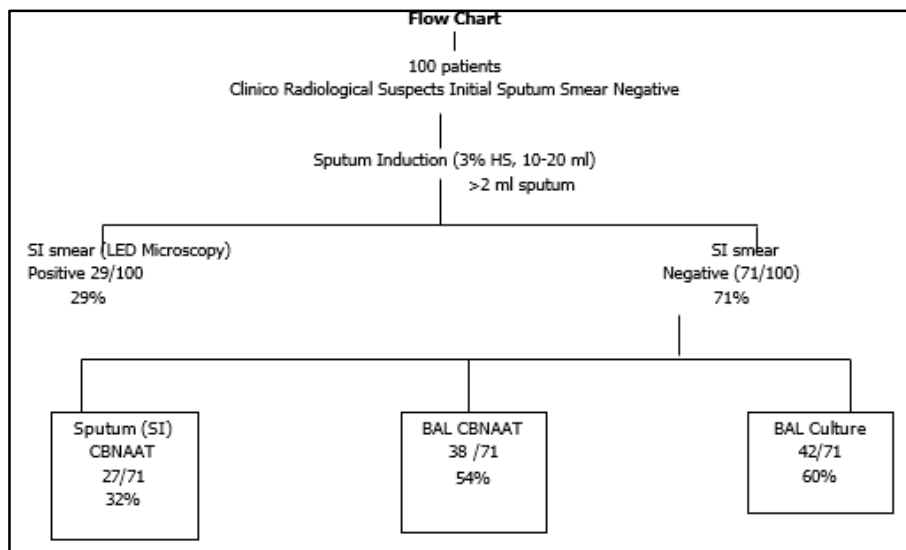 Flow Chart
100 patients
Clinico Radiological Suspects Initial Sputum Smear Negative
Sputum Induction (3% HS, 10-20 ml)
>2 ml sputum
SI smear (LED Microscopy)
Positive 29/100
29%
SI smear
Negative (71/100)
71%
Sputum (SI)
CBNAAT
27/71
32%
BAL CBNAAT
38 /71
54%
BAL Culture
42/71
60%